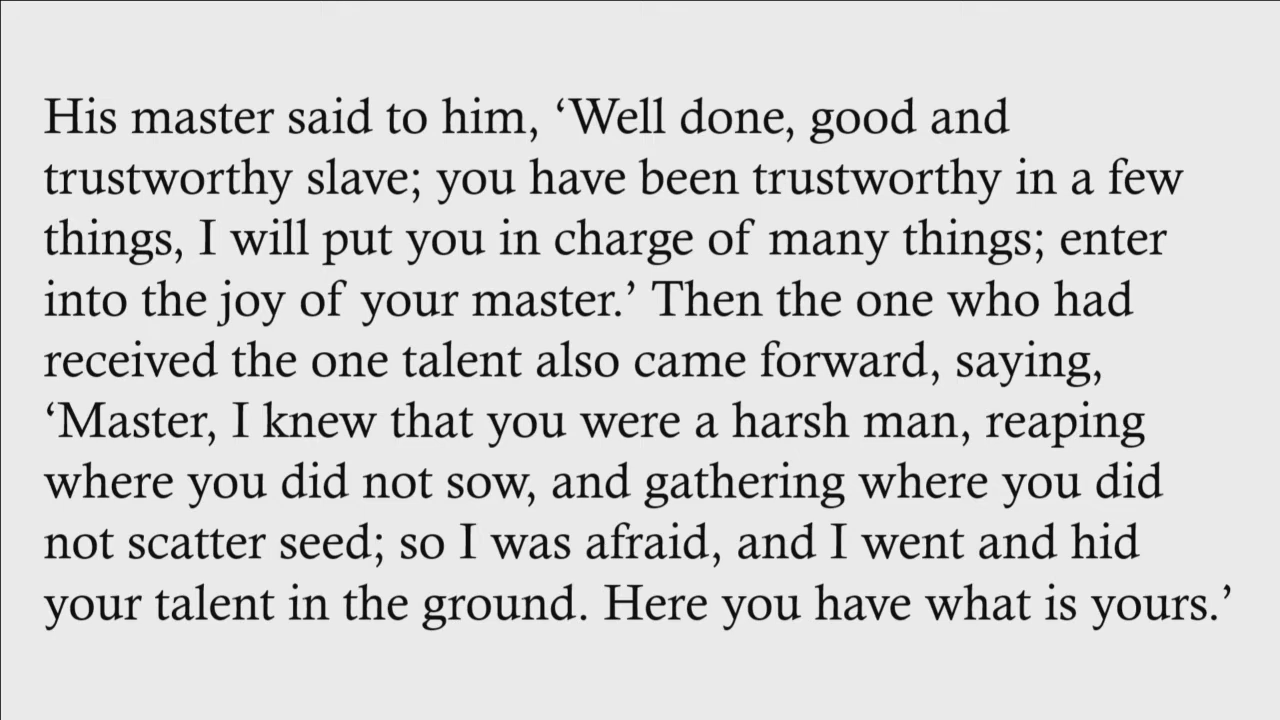 His master said to him, ‘Well done, good and
trustworthy slave; you have been trustworthy in a few
things, I will put you in charge of many things; enter
into the joy of your master.’ Then the one who had
received the one talent also came forward, saying,
‘Master, I knew that you were a harsh man, reaping
where you did not sow, and gathering where you did
not scatter seed; so I was afraid, and I went and hid
your talent in the ground. Here you have what is yours.’